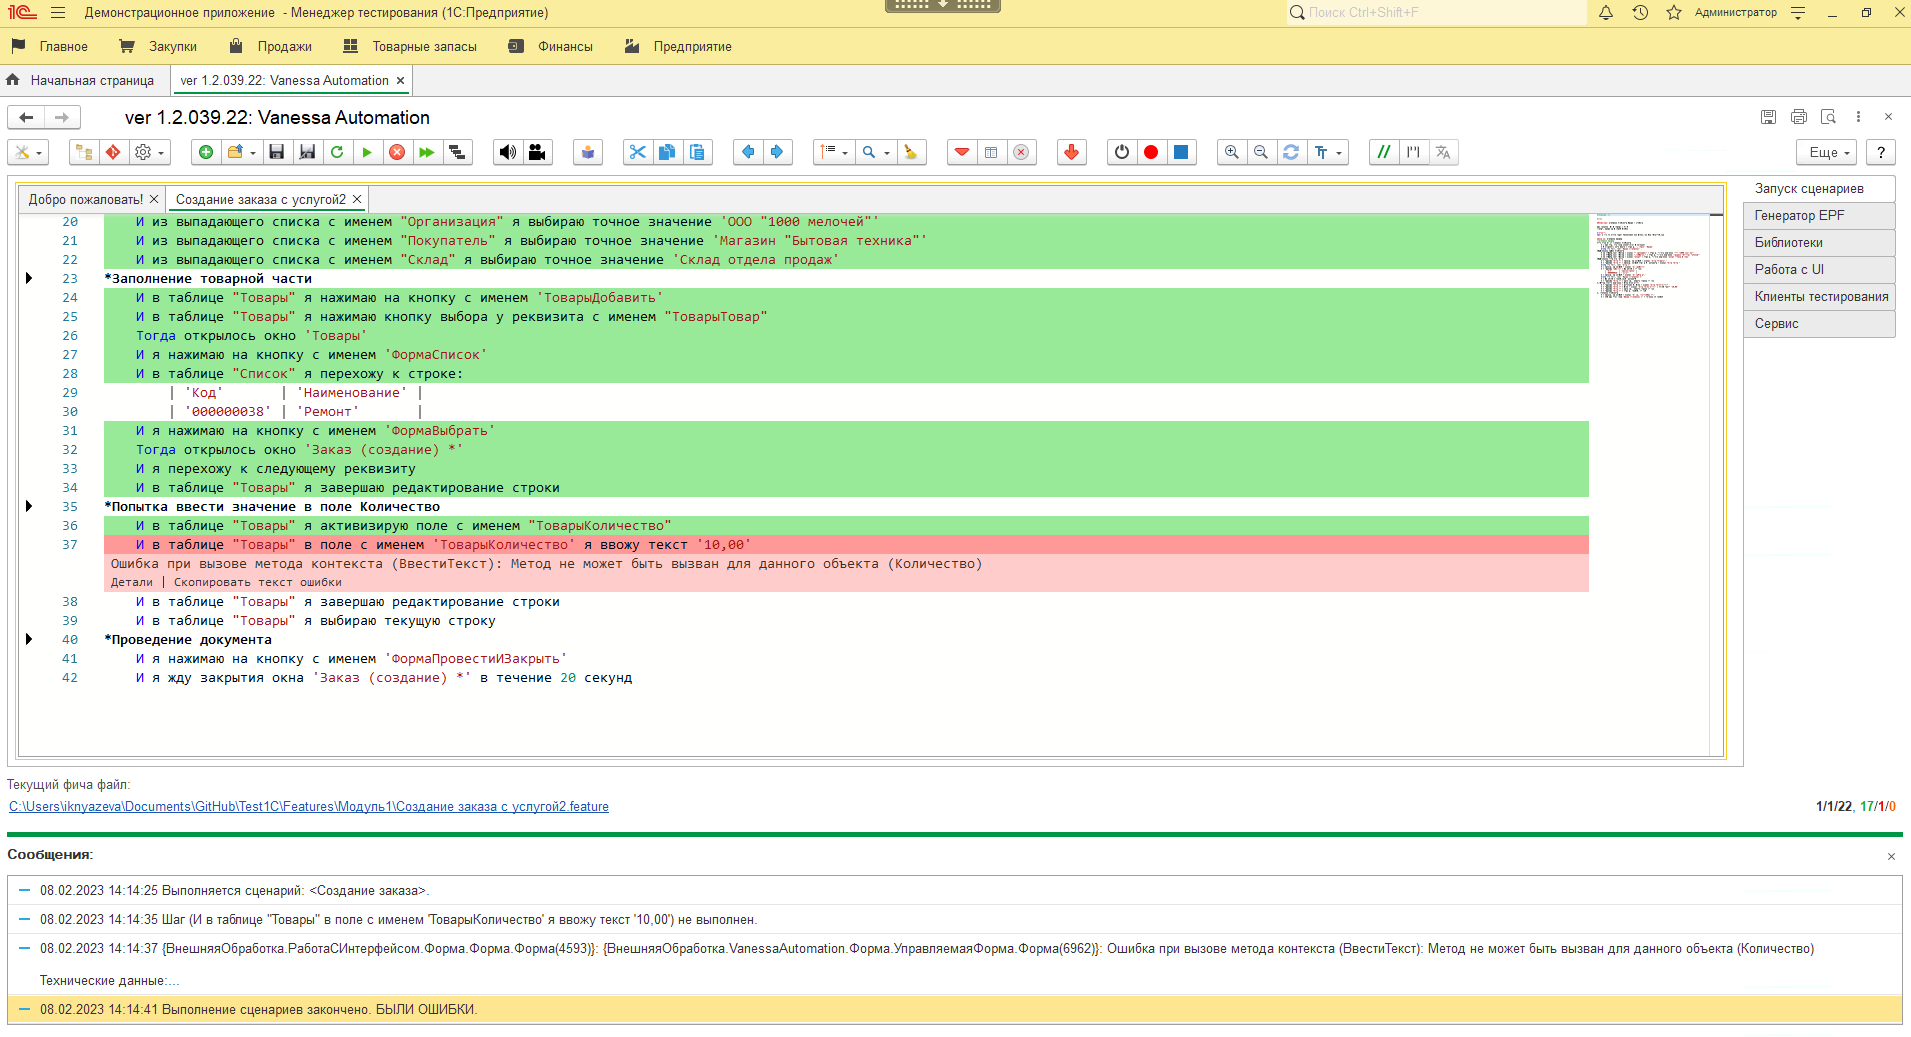 Демонстрационное приложение - Менеджер тестирования (1С:Предприятие)
Поиск Ctrl+Shift+F
Администратор
Главное
Закупки
Продажи
Товарные запасы
Финансы
Предприятие
Начальная страница
ver 1.2.039.22: Vanessa Automation
ver 1.2.039.22: Vanessa Automation
Еще
?
Добро пожаловать!
Создание заказа с услугой2
Запуск сценариев
Генератор EPF
Библиотеки
Работа с UI
Клиенты тестирования
Сервис
20 И из выпадающего списка с именем "Организация" я выбираю точное значение 'ООО "1000 мелочей"'
21 И из выпадающего списка с именем "Покупатель" я выбираю точное значение 'Магазин "Бытовая техника"'
22 И из выпадающего списка с именем "Склад" я выбираю точное значение 'Склад отдела продаж'
23 *Заполнение товарной части
24 И в таблице "Товары" я нажимаю на кнопку с именем 'ТоварыДобавить'
25 И в таблице "Товары" я нажимаю кнопку выбора у реквизита с именем "ТоварыТовар"
26 Тогда открылось окно 'Товары'
27 И я нажимаю на кнопку с именем 'ФормаСписок'
28 И в таблице "Список" я перехожу к строке:
29 | 'Код' | 'Наименование' |
30 | '000000038' | 'Ремонт' |
31 И я нажимаю на кнопку с именем 'ФормаВыбрать'
32 Тогда открылось окно 'Заказ (создание) *'
33 И я перехожу к следующему реквизиту
34 И в таблице "Товары" я завершаю редактирование строки
35 *Попытка ввести значение в поле Количество
36 И в таблице "Товары" я активизирую поле с именем "ТоварыКоличество"
37 И в таблице "Товары" в поле с именем 'ТоварыКоличество' я ввожу текст '10,00'
Ошибка при вызове метода контекста (ВвестиТекст): Метод не может быть вызван для данного объекта (Количество)
Детали | Скопировать текст ошибки
38 И в таблице "Товары" я завершаю редактирование строки
39 И в таблице "Товары" я выбираю текущую строку
40 *Проведение документа
41 И я нажимаю на кнопку с именем 'ФормаПровестиИЗакрыть'
42 И я жду закрытия окна 'Заказ (создание) *' в течение 20 секунд
Текущий фича файл:
C:\Users\iknyazeva\Documents\GitHub\Test1C\Features\Модуль1\Создание заказа с услугой2.feature
1/1/22, 17/1/0
Сообщения:
08.02.2023 14:14:25 Выполняется сценарий: <Создание заказа>.
08.02.2023 14:14:35 Шаг (И в таблице "Товары" в поле с именем 'ТоварыКоличество' я ввожу текст '10,00') не выполнен.
08.02.2023 14:14:37 {ВнешняяОбработка.РаботаСИнтерфейсом.Форма.Форма.Форма(4593)}: {ВнешняяОбработка.VanessaAutomation.Форма.УправляемаяФорма.Форма(6962)}: Ошибка при вызове метода контекста (ВвестиТекст): Метод не может быть вызван для данного объекта (Количество)
Технические данные:...
08.02.2023 14:14:41 Выполнение сценариев закончено. БЫЛИ ОШИБКИ.